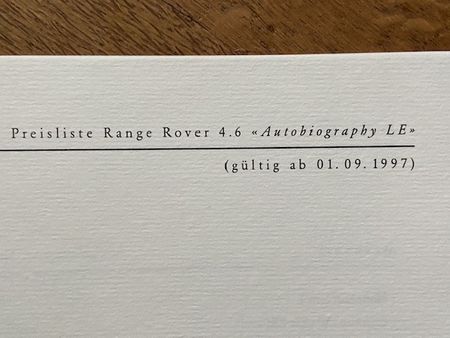 Preisliste Range Rover 4.6 «Autobiography LE»
(gültig ab 01.09.1997)